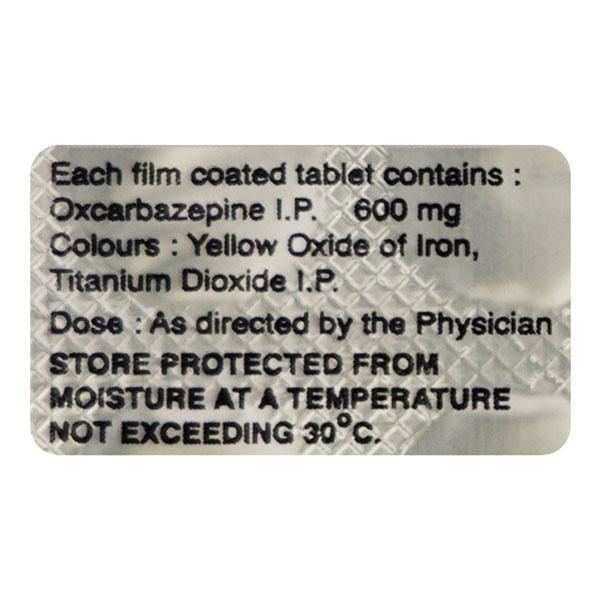 Each film coated tablet contains :
Oxcarbazepine I.P. 600 mg
Colours : Yellow Oxide of Iron,
Titanium Dioxide I.P.
Dose : As directed by the Physician
STORE PROTECTED FROM
MOISTURE AT A TEMPERATURE
NOT EXCEEDING 30°C.